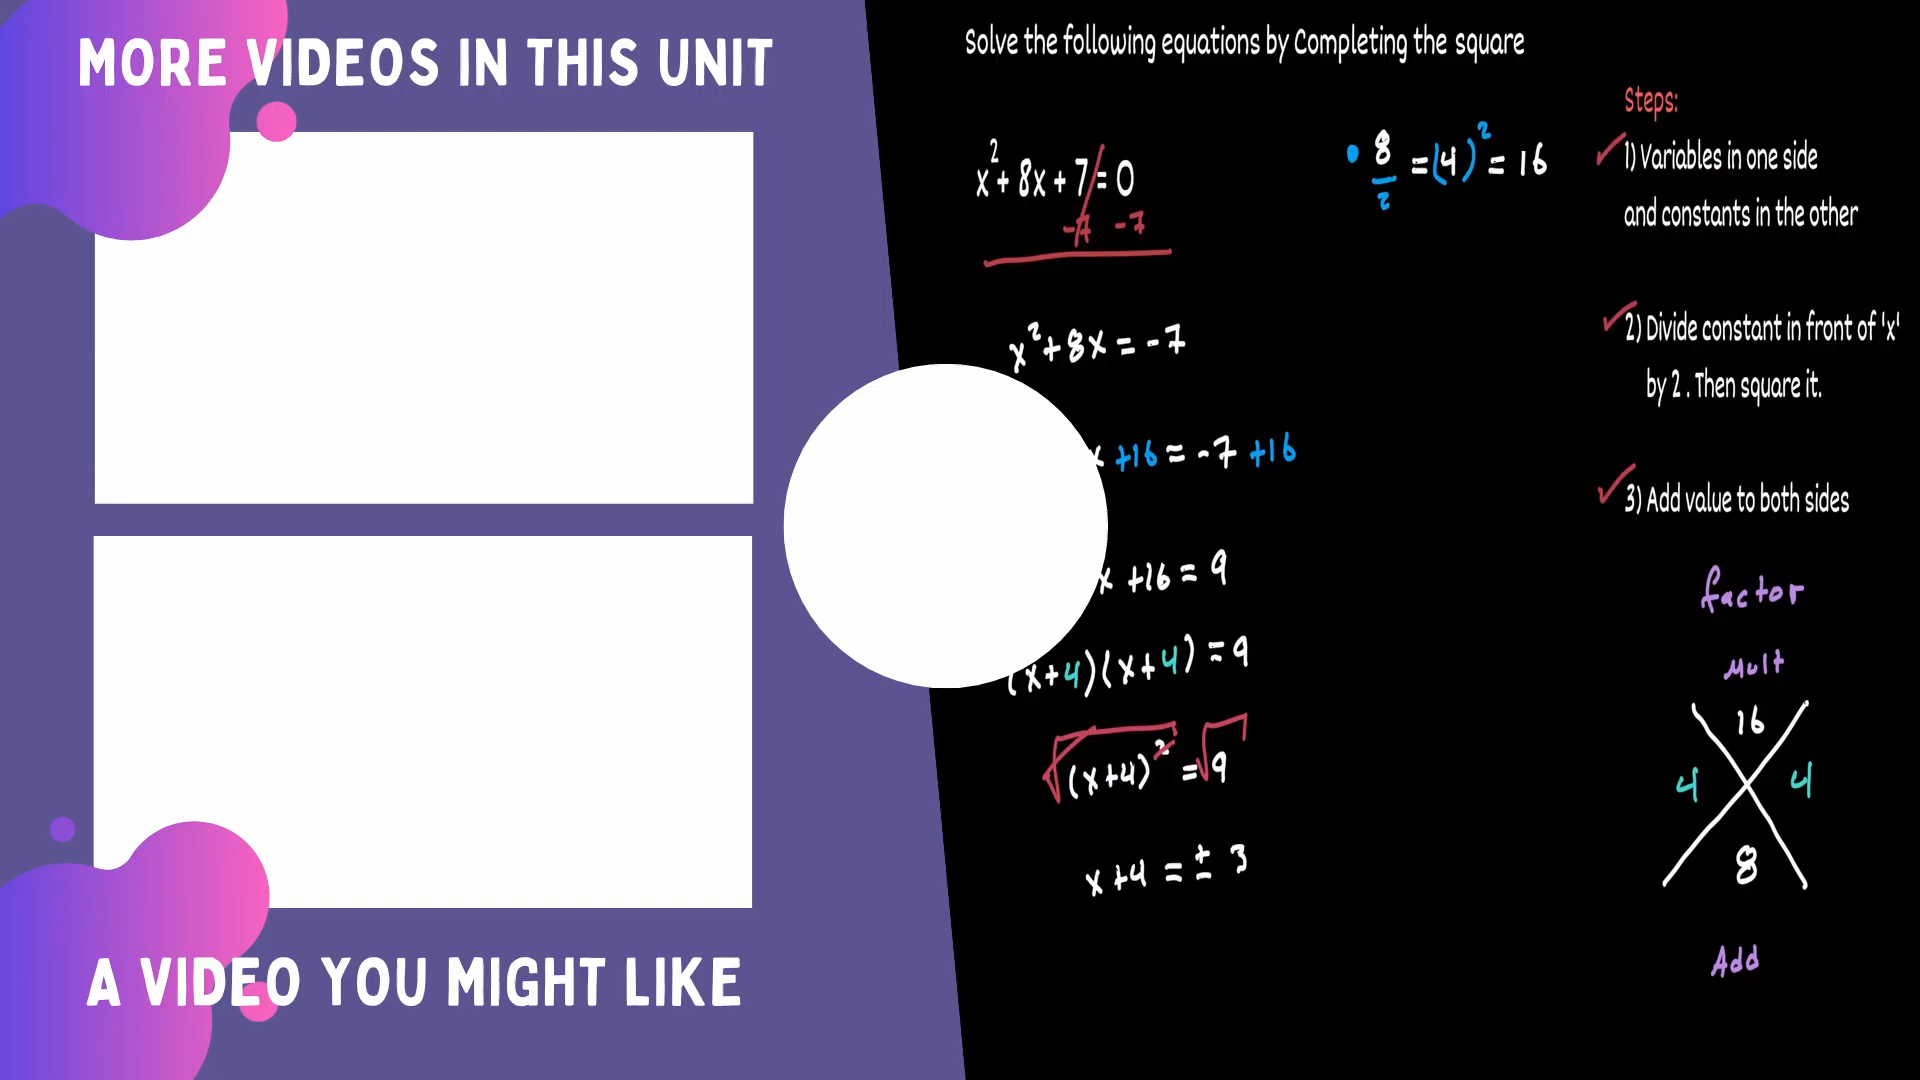 MORE VIDEOS IN THIS UNIT
A VIDEO YOU MIGHT LIKE
Solve the following equations by Completing the square
x² + 8x + 7 = 0
-7 -7
x² + 8x = -7
x +16 = -7 +16
x +16 = 9
(x+4)(x+4) = 9
√(x+4)² = √9
x+4 = ± 3
• 8/2 = (4)² = 16
Steps:
1) Variables in one side
and constants in the other
2) Divide constant in front of 'x'
by 2 . Then square it.
3) Add value to both sides
factor
Mult
16
4 4
8
Add